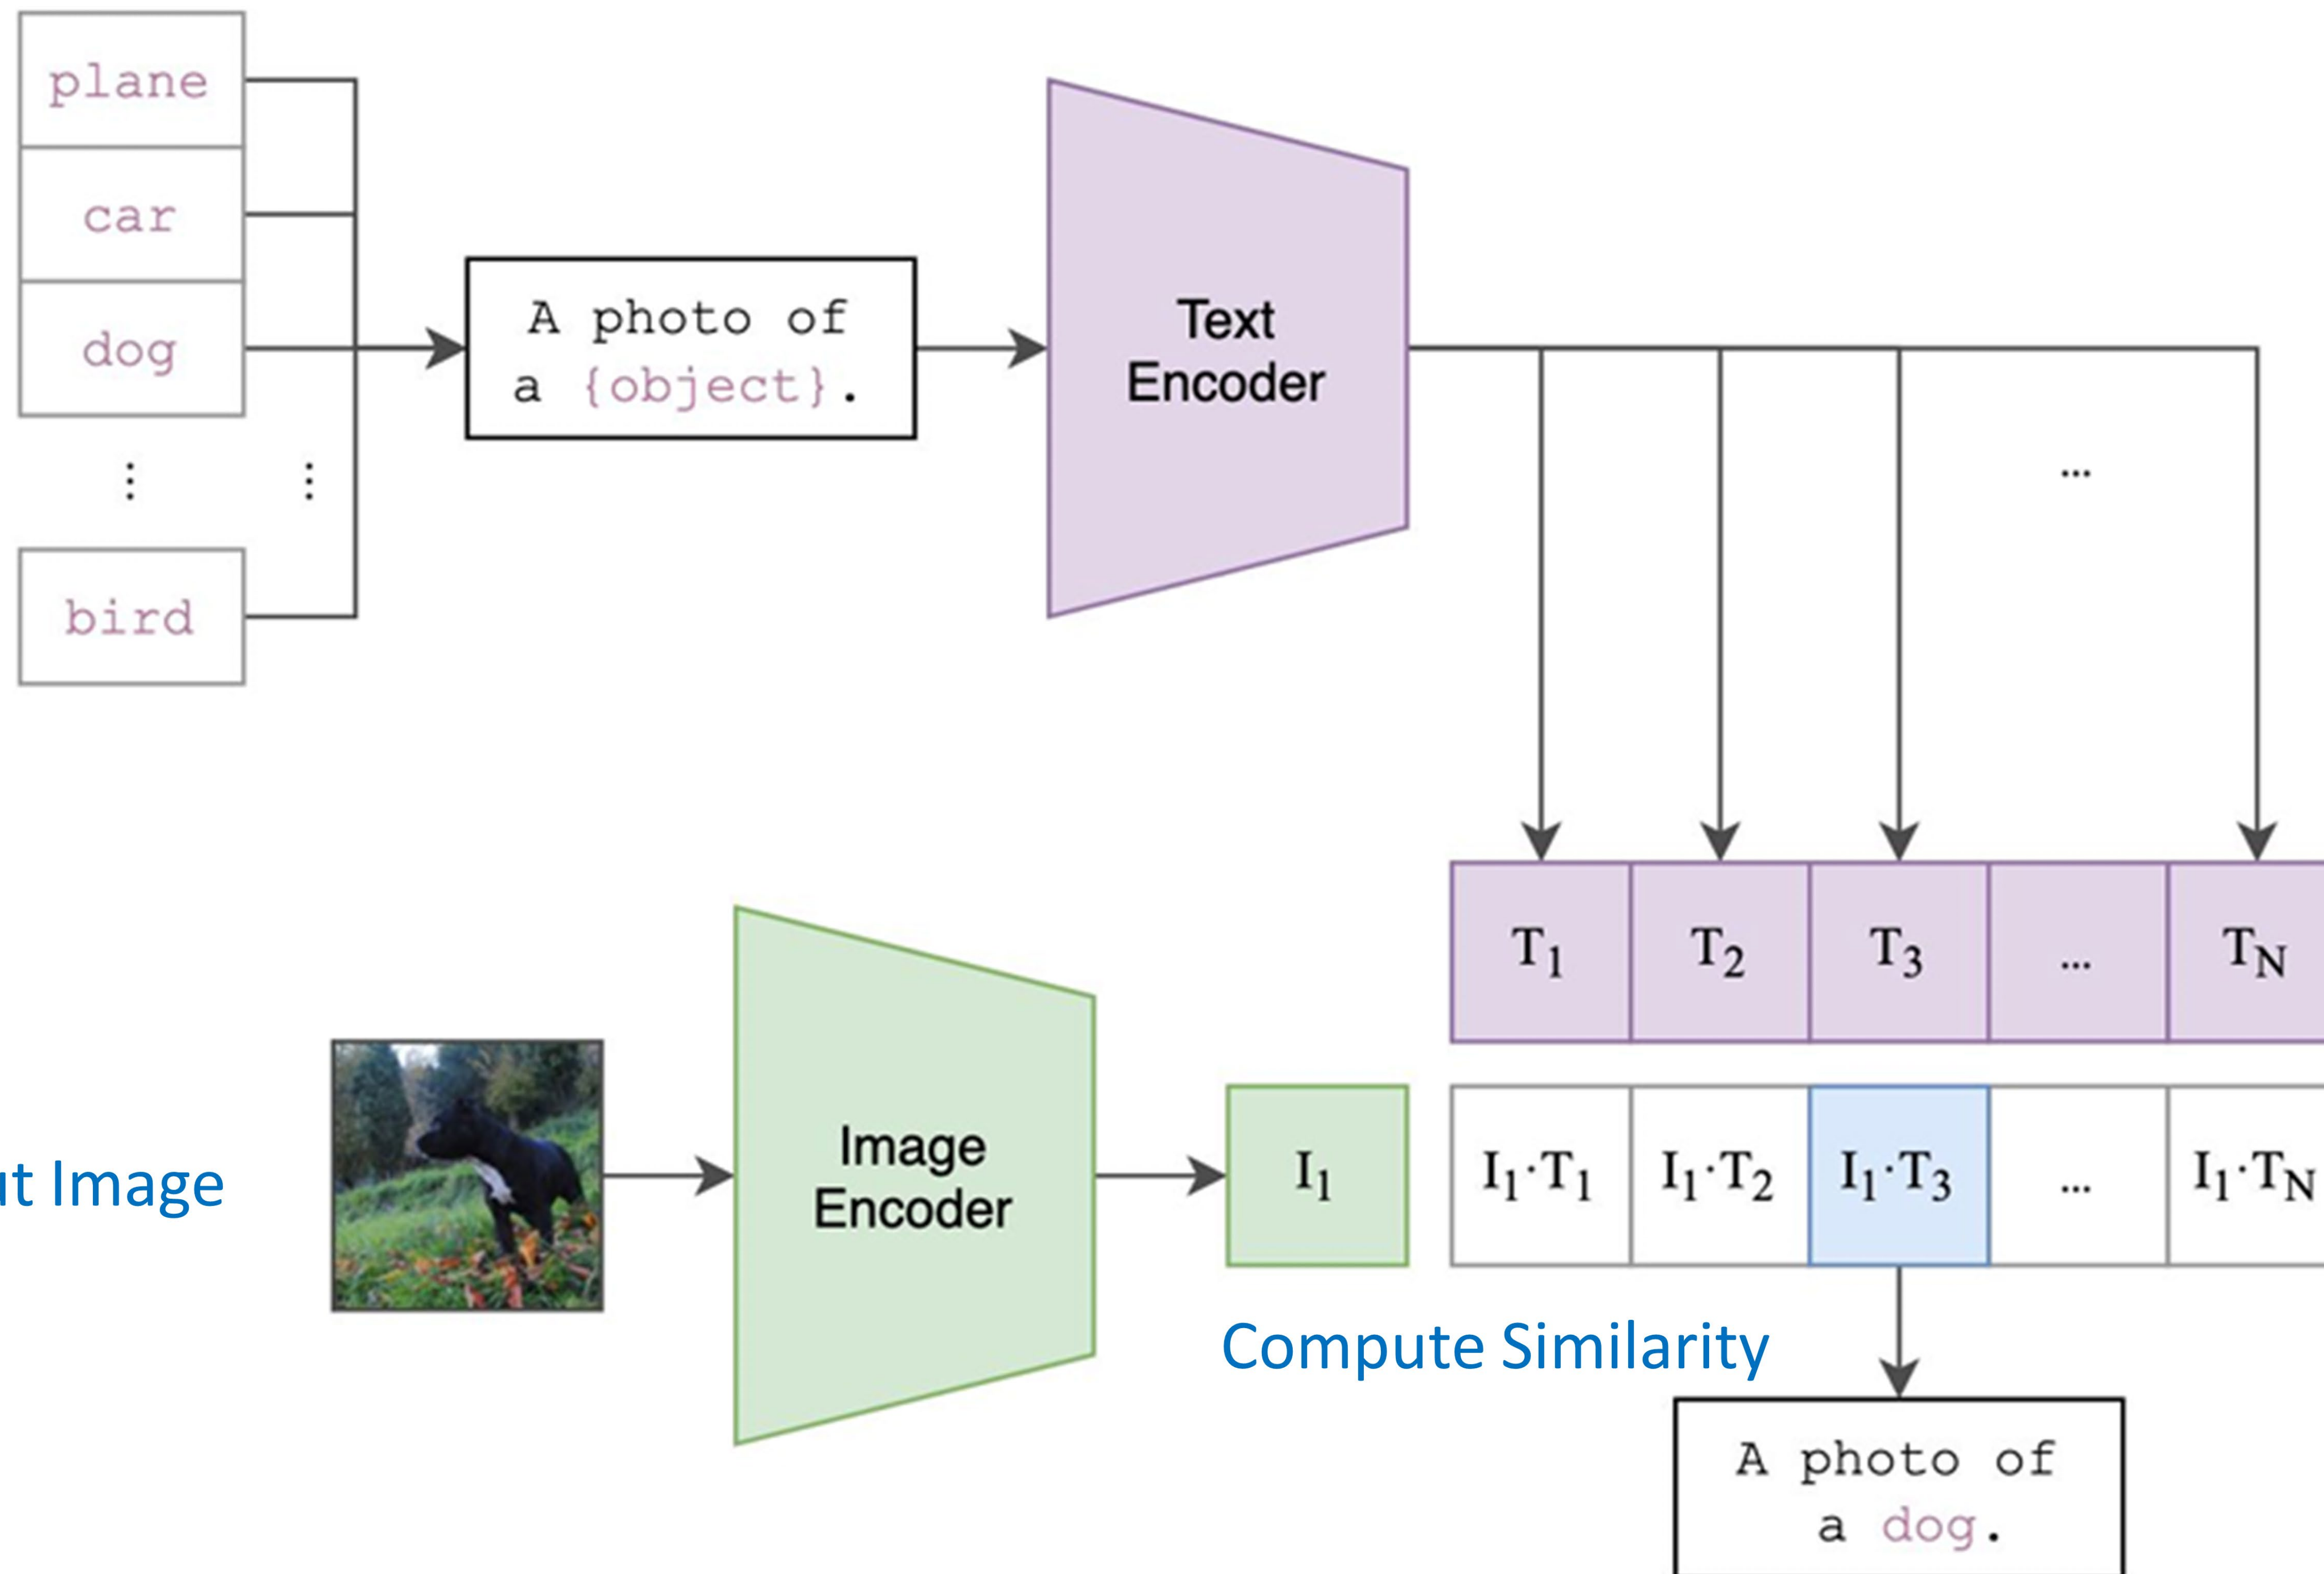 plane
car
dog
⋮ ⋮
bird
A photo of
a {object}.
Text
Encoder
...
T1 T2 T3 ... TN
Image
Encoder
I1
I1·T1 I1·T2 I1·T3 ... I1·TN
ut Image
Compute Similarity
A photo of
a dog.